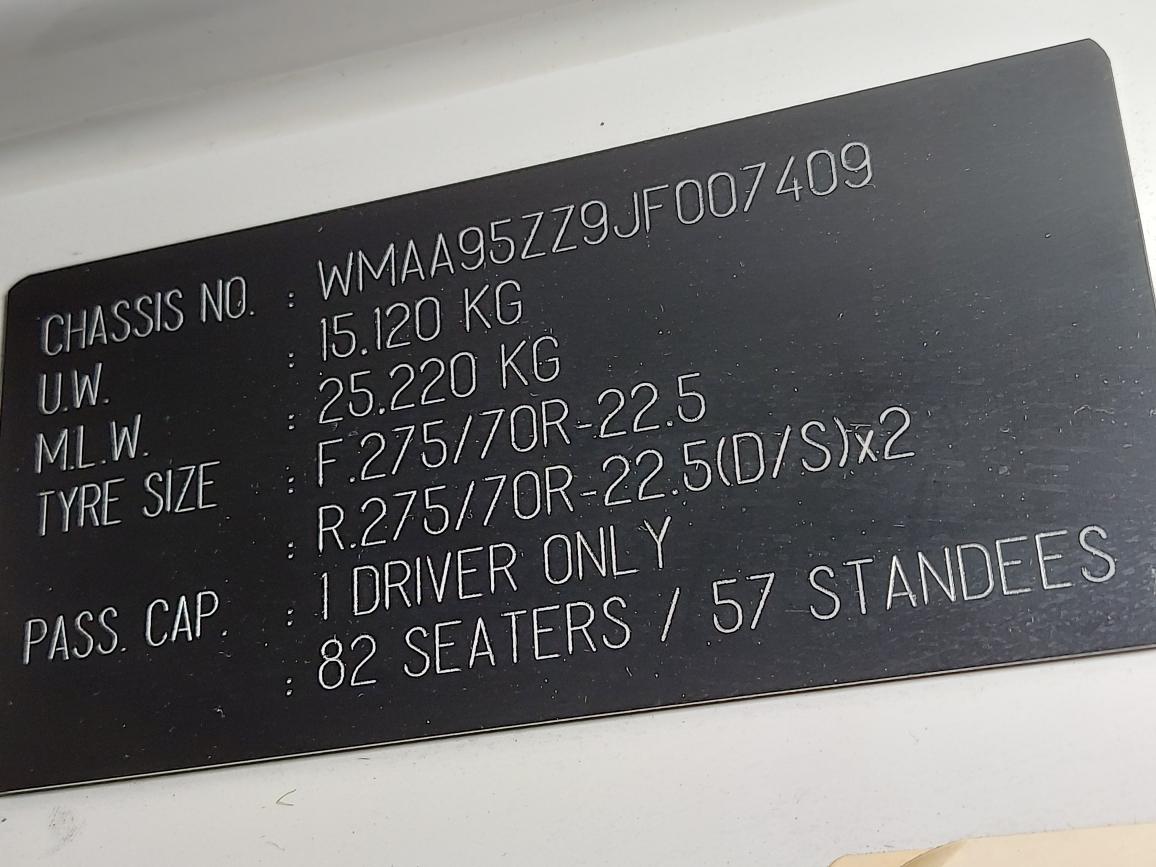 CHASSIS NO. : WMAA95ZZ9JF007409
U.W. : 15.120 KG
M.L.W. : 25.220 KG
TYRE SIZE : F.275/70R-22.5
: R.275/70R-22.5(D/S)x2
PASS. CAP. : 1 DRIVER ONLY
: 82 SEATERS / 57 STANDEES